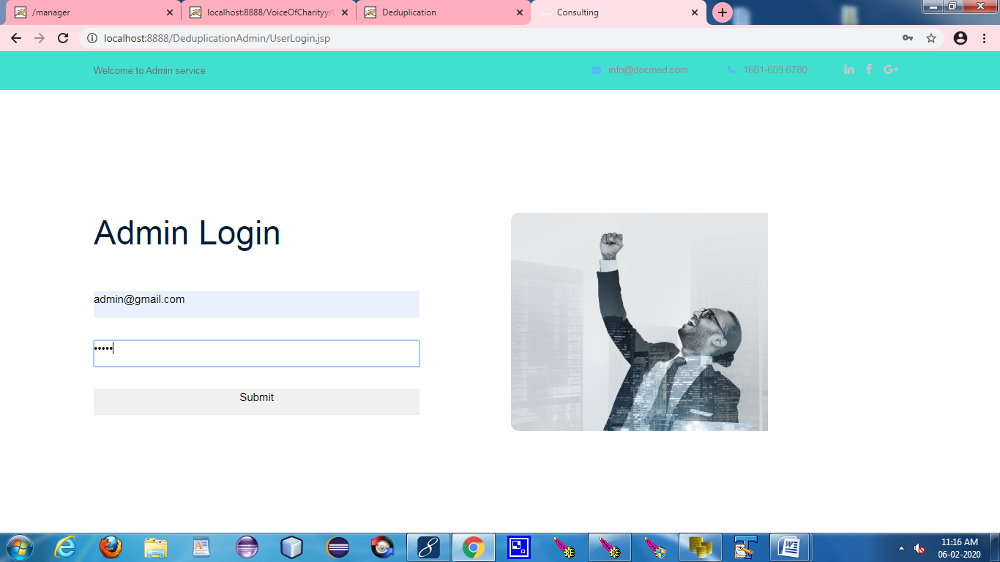 /manager
localhost:8888/VoiceOfCharityy/
Deduplication
Consulting
localhost:8888/DeduplicationAdmin/UserLogin.jsp
Welcome to Admin service
info@docmed.com
1601-609 6780
Admin Login
admin@gmail.com
•••••
Submit
11:16 AM
06-02-2020